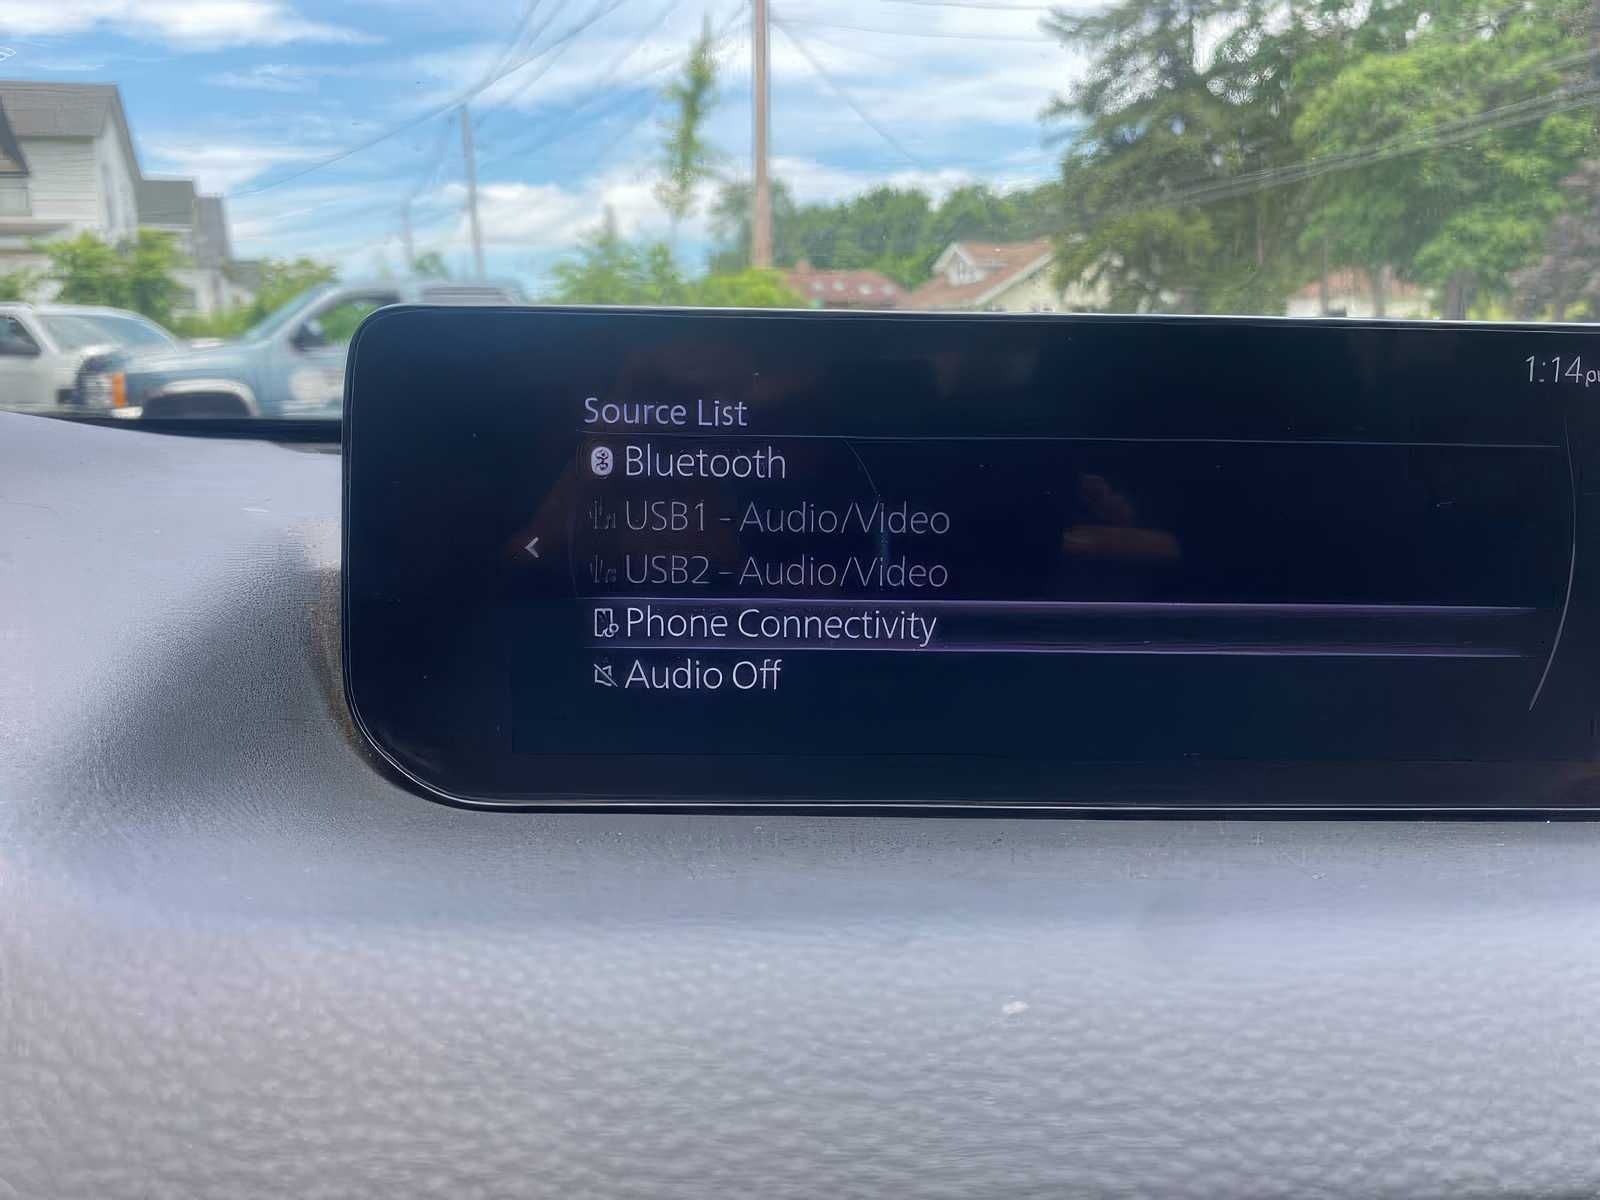 1:14
Source List
Bluetooth
USB1 - Audio/Video
USB2 - Audio/Video
Phone Connectivity
Audio Off